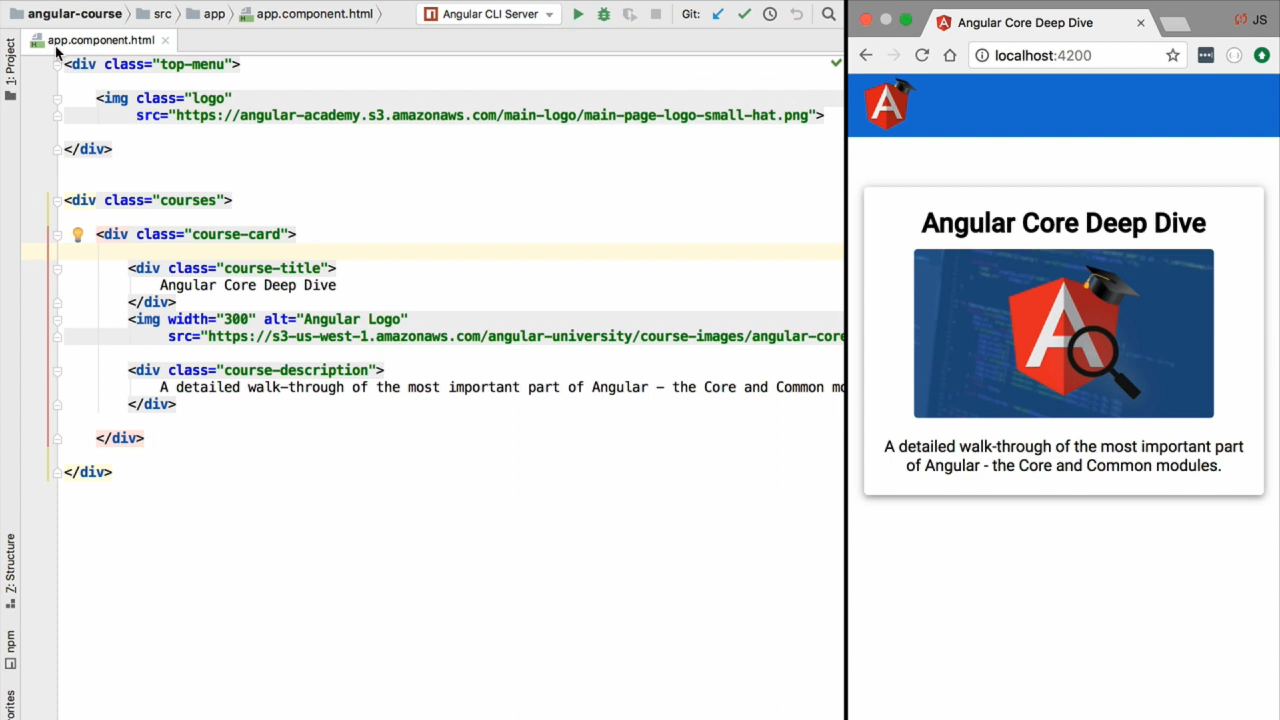 angular-course src app app.component.html Angular CLI Server Git:
app.component.html
1: Project
Z: Structure
npm
<div class="top-menu">
<img class="logo"
src="https://angular-academy.s3.amazonaws.com/main-logo/main-page-logo-small-hat.png">
</div>
<div class="courses">
<div class="course-card">
<div class="course-title">
Angular Core Deep Dive
</div>
<img width="300" alt="Angular Logo"
src="https://s3-us-west-1.amazonaws.com/angular-university/course-images/angular-core
<div class="course-description">
A detailed walk-through of the most important part of Angular - the Core and Common mo
</div>
</div>
</div>
Angular Core Deep Dive
JS
localhost:4200
Angular Core Deep Dive
A detailed walk-through of the most important part
of Angular - the Core and Common modules.